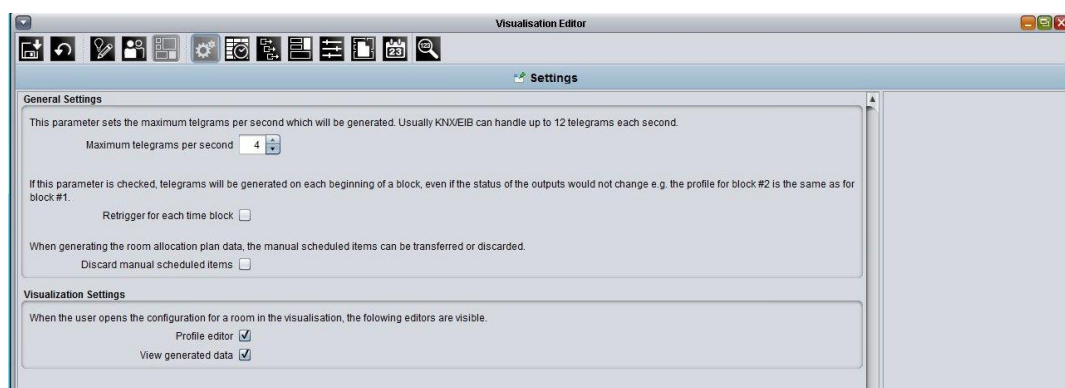 Visualisation Editor
23
123
Settings
General Settings
This parameter sets the maximum telgrams per second which will be generated. Usually KNX/EIB can handle up to 12 telegrams each second.
Maximum telegrams per second 4
If this parameter is checked, telegrams will be generated on each beginning of a block, even if the status of the outputs would not change e.g. the profile for block #2 is the same as for
block #1.
Retrigger for each time block
When generating the room allocation plan data, the manual scheduled items can be transferred or discarded.
Discard manual scheduled items
Visualization Settings
When the user opens the configuration for a room in the visualisation, the folowing editors are visible.
Profile editor
View generated data